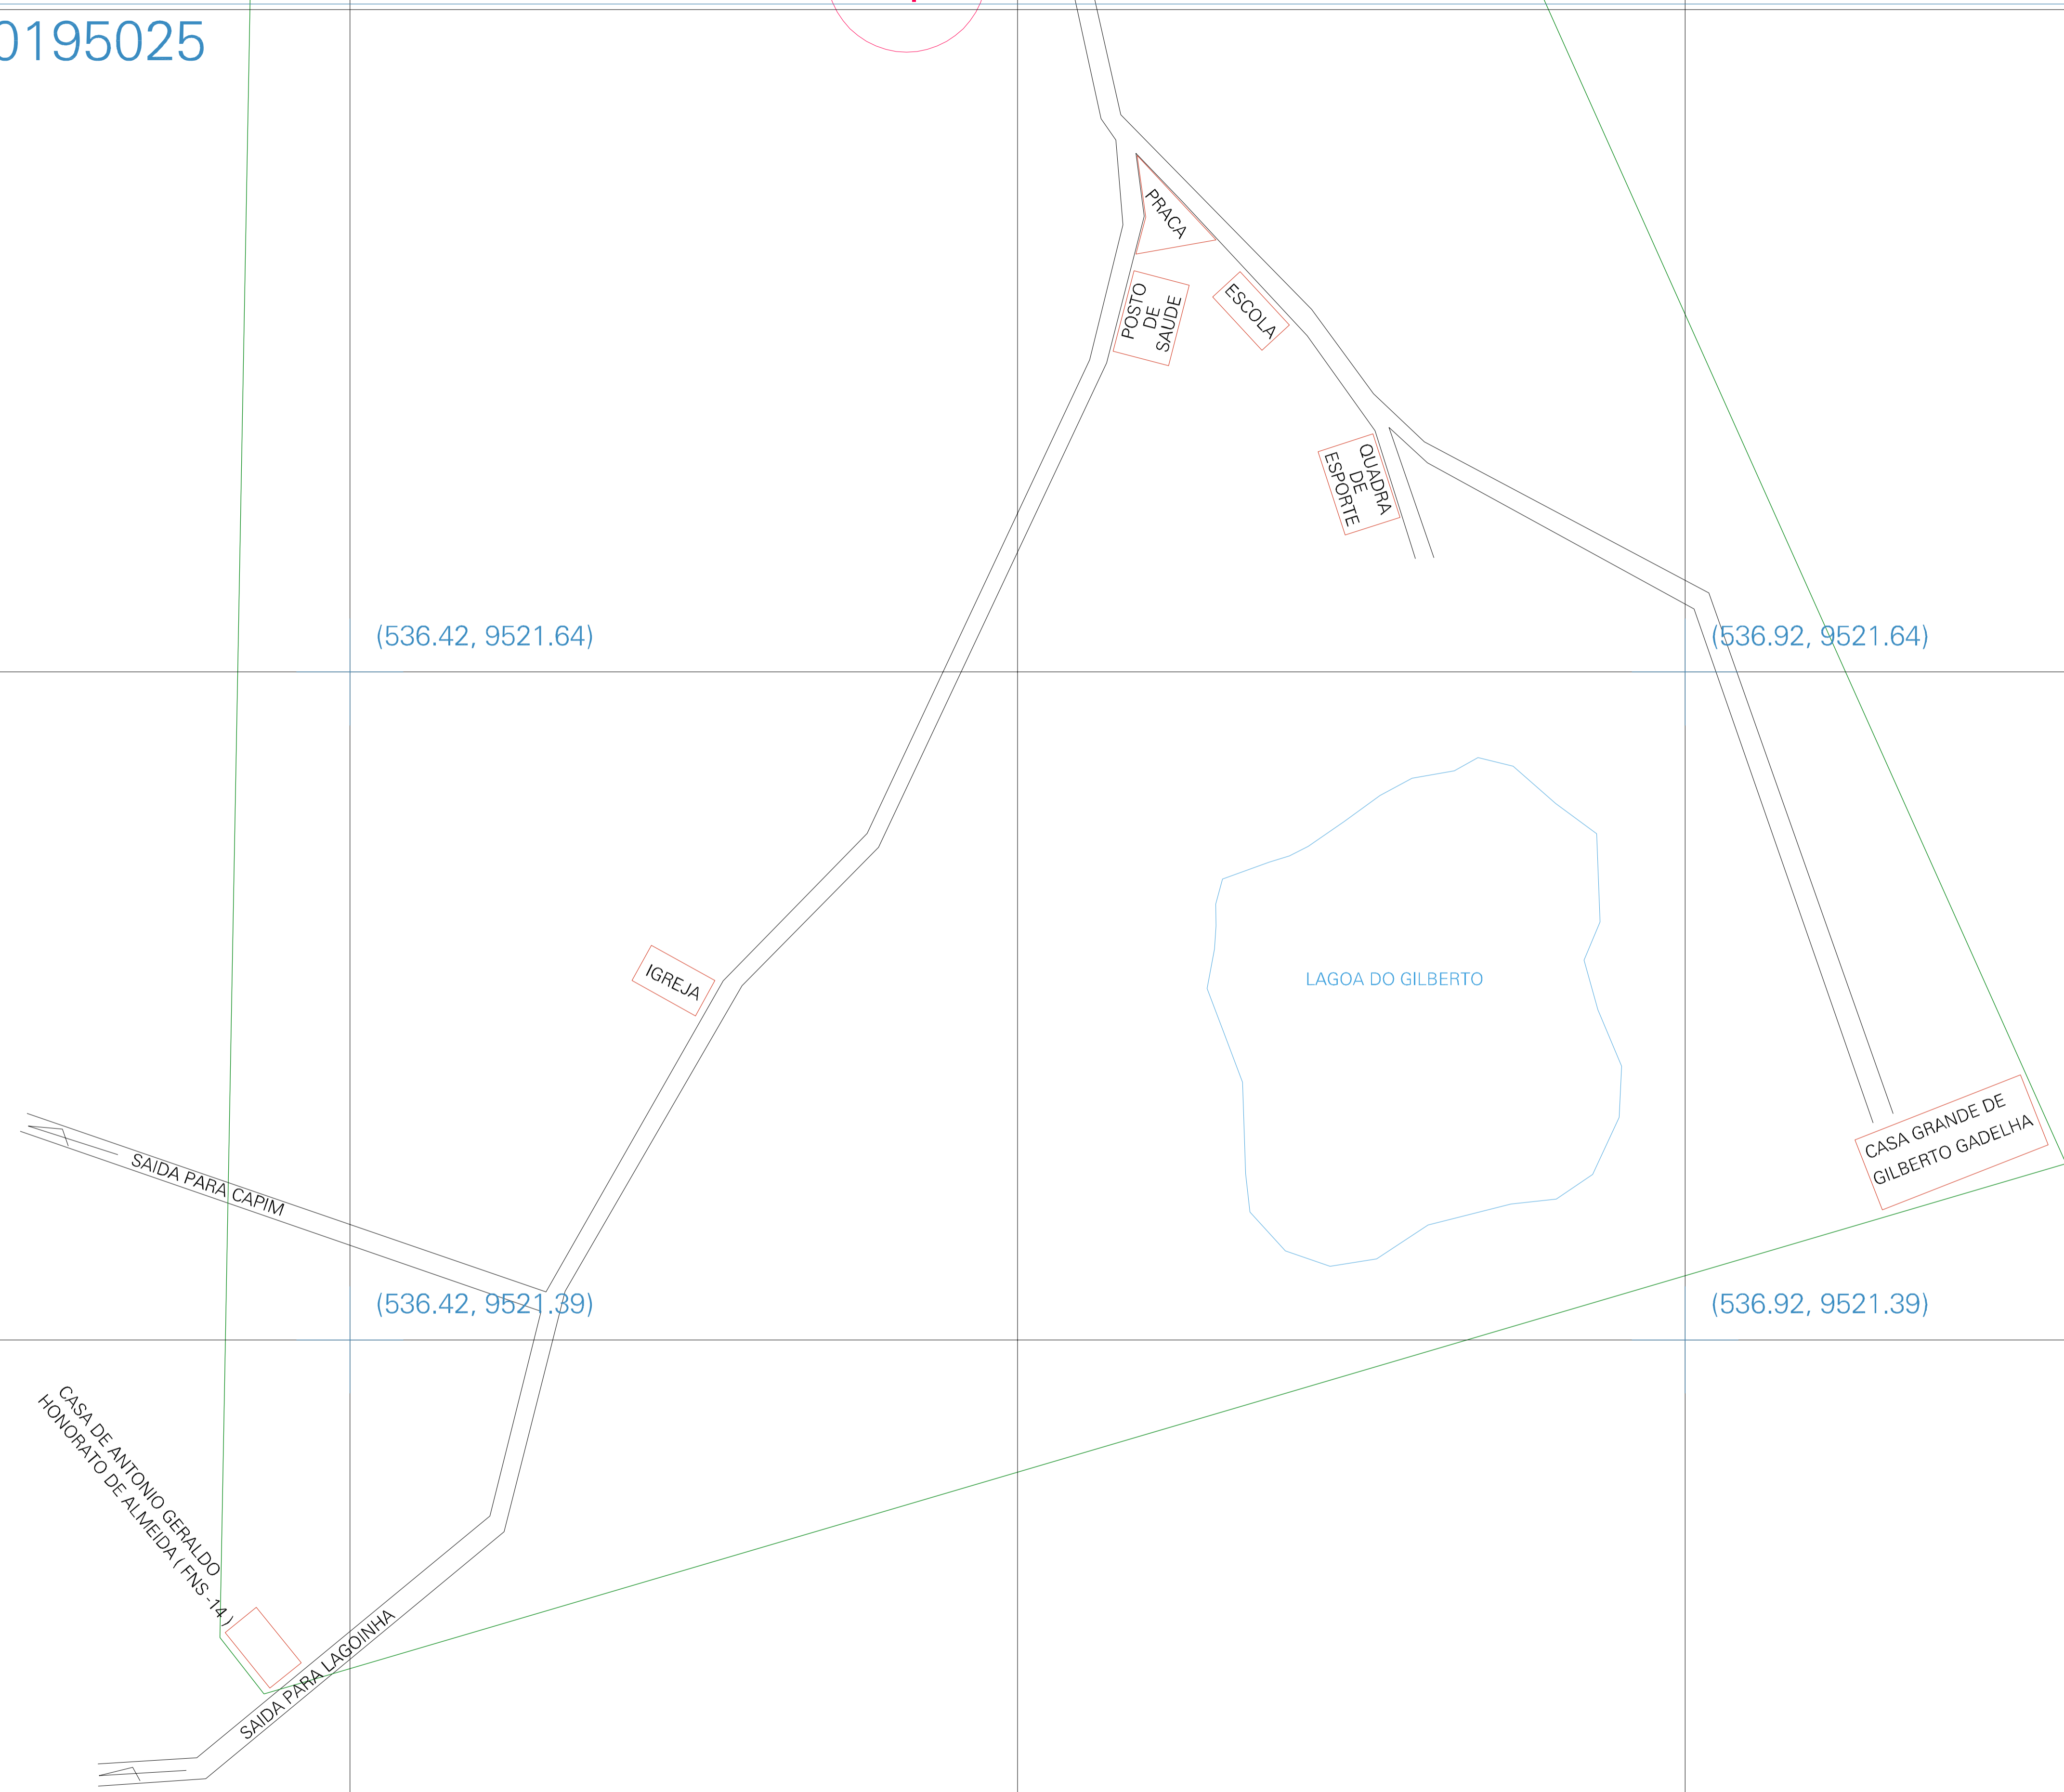 0195025
PRACA
POSTO
DE
SAUDE
ESCOLA
QUADRA
DE
ESPORTE
(536.42, 9521.64)
(536.92, 9521.64)
IGREJA
LAGOA DO GILBERTO
CASA GRANDE DE
GILBERTO GADELHA
SAIDA PARA CAPIM
(536.42, 9521.39)
(536.92, 9521.39)
CASA DE ANTONIO GERALDO
HONORATO DE ALMEIDA ( FNS -14 )
SAIDA PARA LAGOINHA